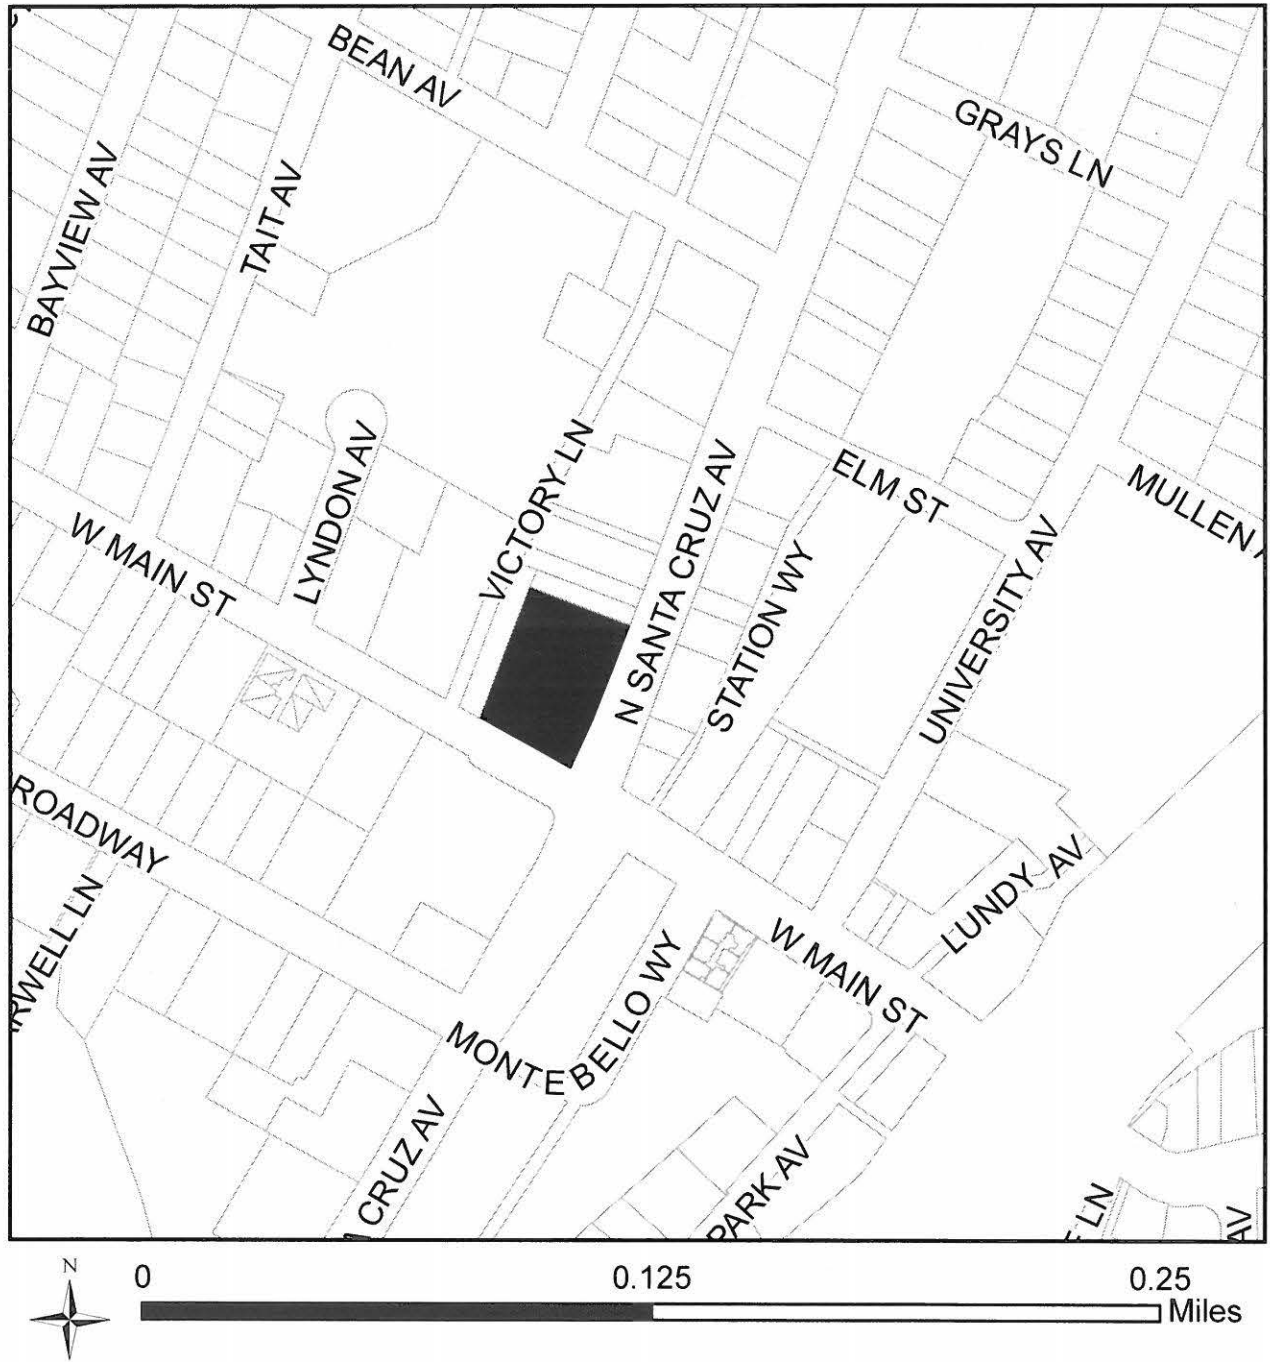 BEAN AV
GRAYS LN
BAYVIEW AV
TAIT AV
LYNDON AV
VICTORY LN
N SANTA CRUZ AV
ELM ST
MULLEN
W MAIN ST
STATION WY
UNIVERSITY AV
ROADWAY
RWELL LN
LUNDY AV
W MAIN ST
MONTEBELLO WY
CRUZ AV
PARK AV
LN
AV
N
0 0.125 0.25
Miles